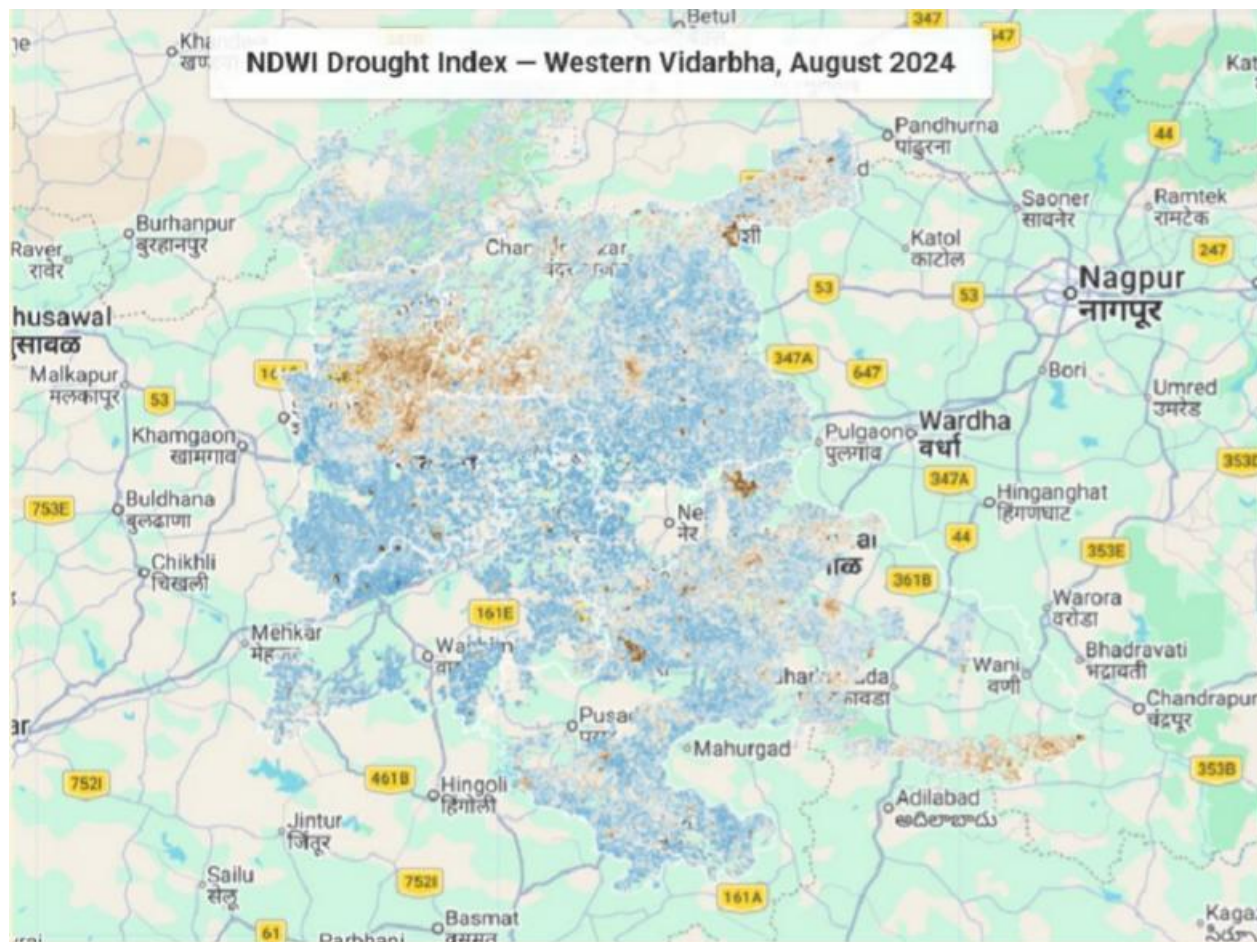 Betul
347
547
NDWI Drought Index — Western Vidarbha, August 2024
Pandhurna
पांढुरना
44
Saoner
सावनेर
Ramtek
रामटेक
Burhanpur
बुरहानपुर
Raver
रावेर
Katol
काटोल
247
Nagpur
नागपूर
53
53
husawal
347A
647
Malkapur
मलकापूर
53
Bori
Umred
उमरेड
Khamgaon
खामगाव
Pulgaon
पुलगाव
Wardha
वर्धा
347A
Hinganghat
हिंगणघाट
753E
Buldhana
बुलढाणा
Ne
नेर
44
353E
Chikhli
चिखली
361B
161E
Warora
वरोडा
Mehkar
Bhadravati
भद्रावती
Wani
वणी
Chandrapur
चंद्रपूर
Mahurgad
752I
461B
Hingoli
हिंगोली
353B
Adilabad
ఆదిలాబాదు
Jintur
जिंतूर
Sailu
सेलू
752I
161A
61
Basmat